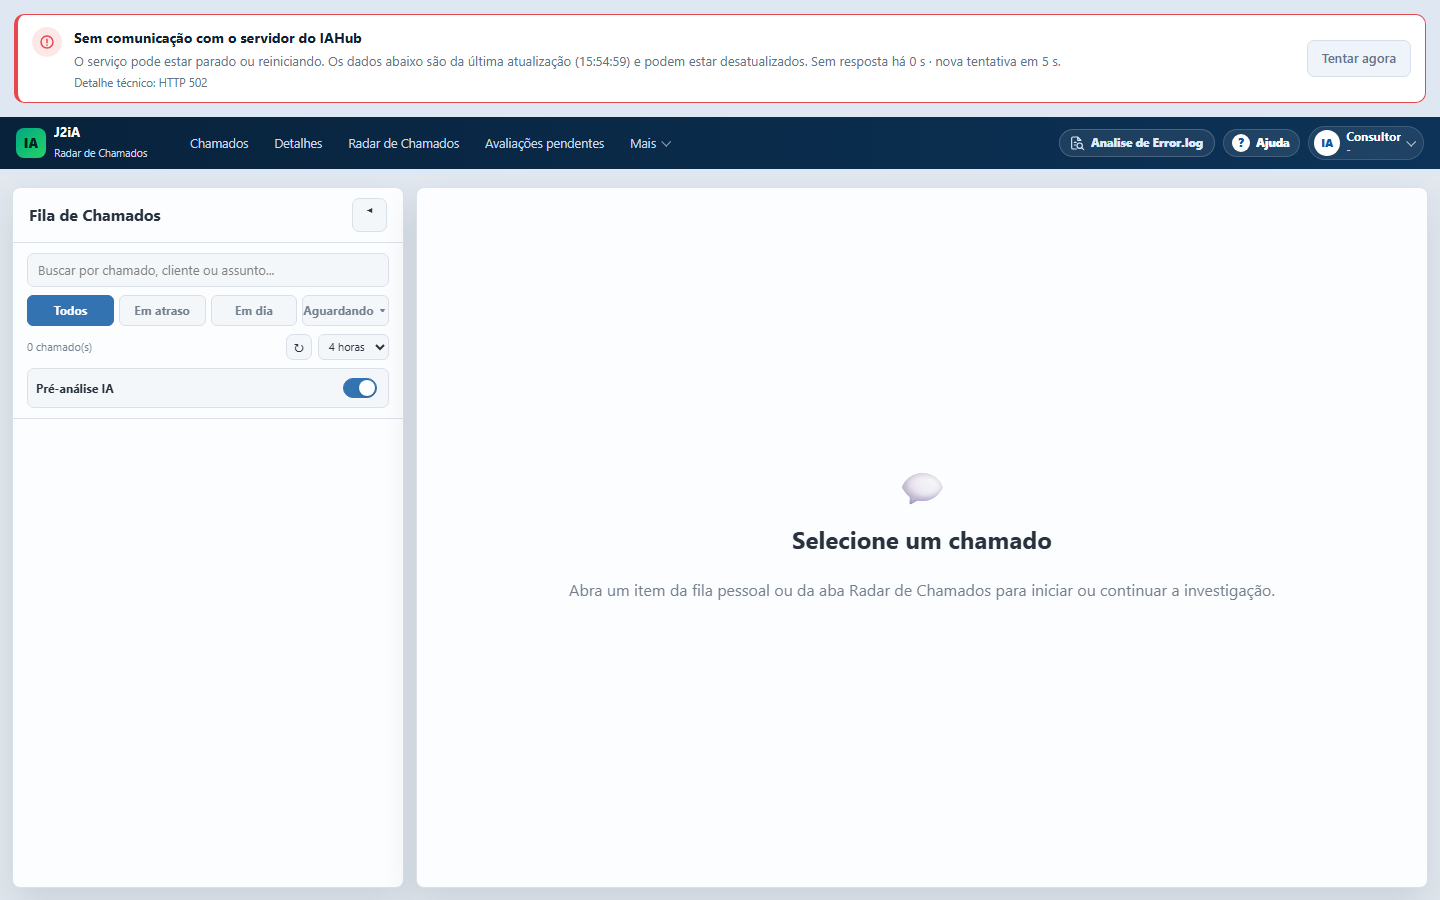 Sem comunicação com o servidor do IAHub
O serviço pode estar parado ou reiniciando. Os dados abaixo são da última atualização (15:54:59) e podem estar desatualizados. Sem resposta há 0 s · nova tentativa em 5 s.
Detalhe técnico: HTTP 502
Tentar agora
IA
J2iA
Radar de Chamados
Chamados
Detalhes
Radar de Chamados
Avaliações pendentes
Mais
Analise de Error.log
? Ajuda
IA
Consultor
-
Fila de Chamados
Buscar por chamado, cliente ou assunto...
Todos
Em atraso
Em dia
Aguardando
0 chamado(s)
4 horas
Pré-análise IA
Selecione um chamado
Abra um item da fila pessoal ou da aba Radar de Chamados para iniciar ou continuar a investigação.